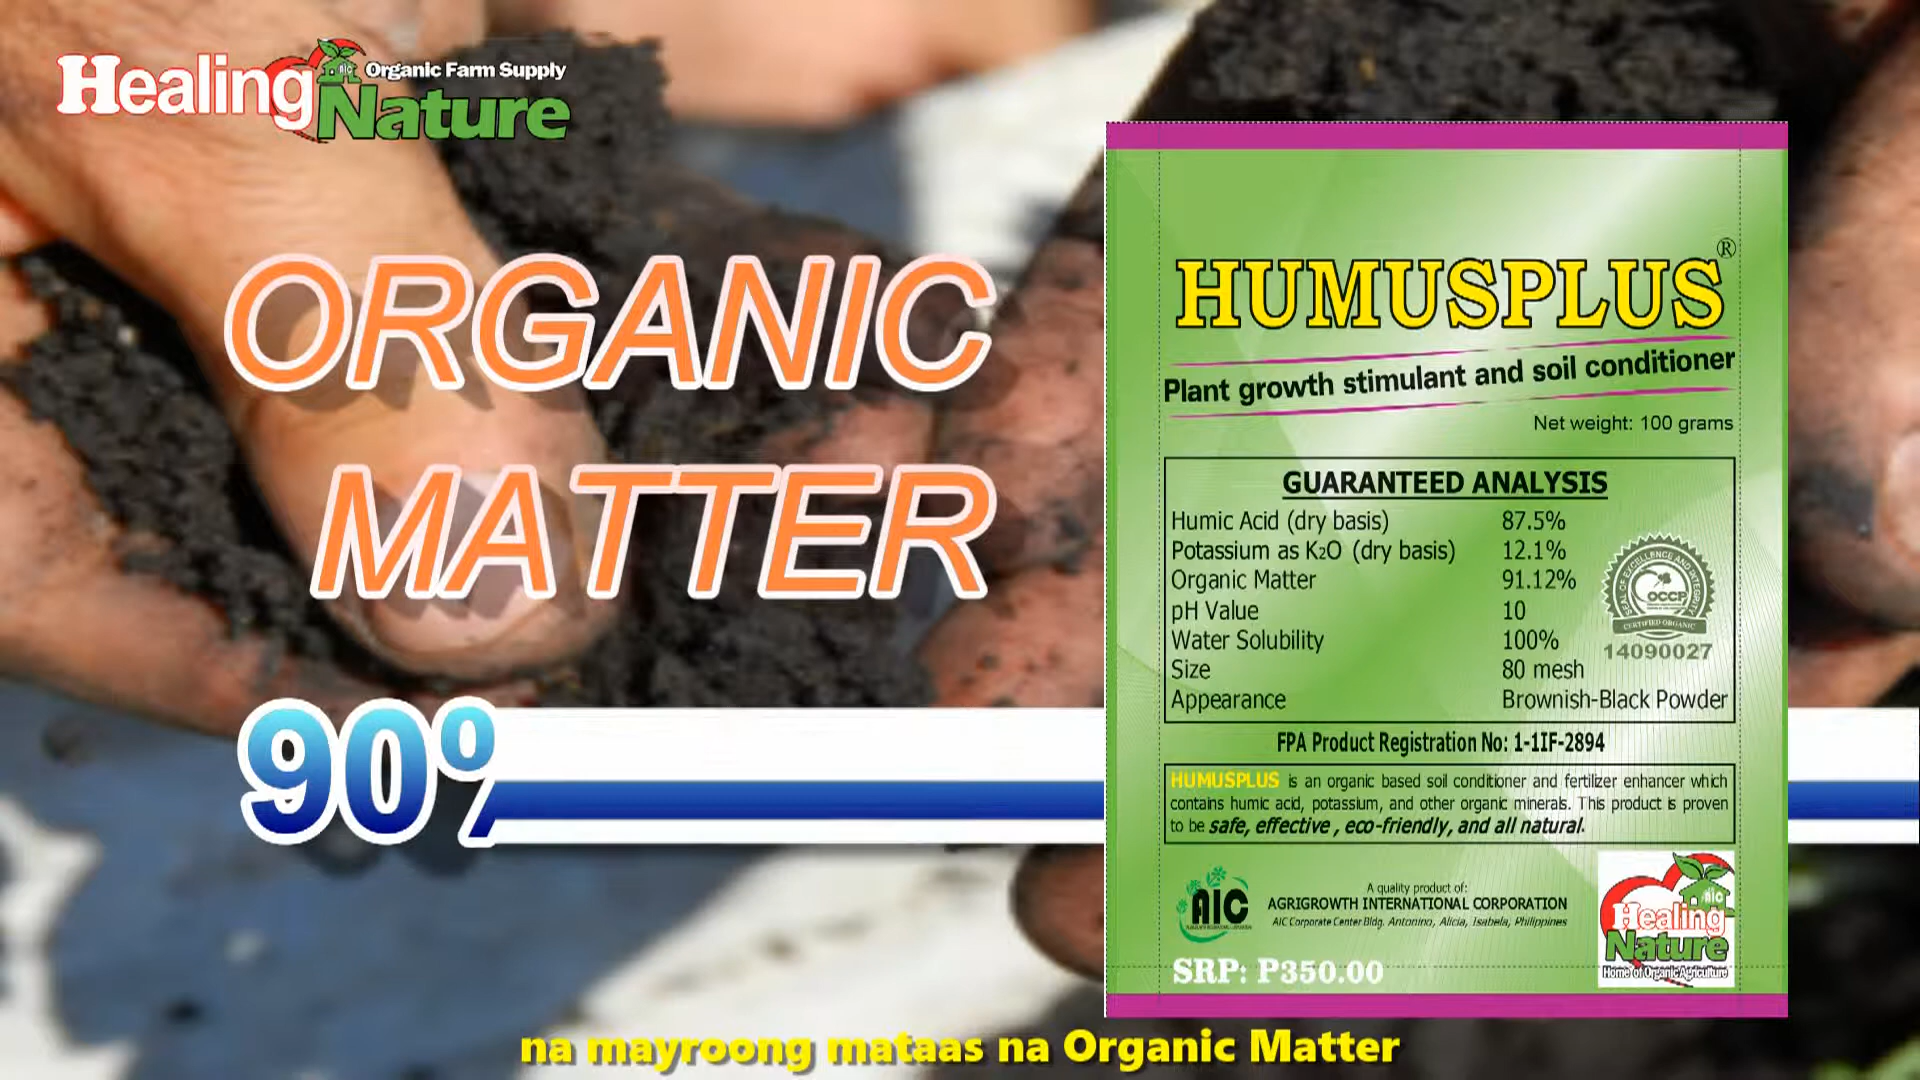 Healing Nature
Organic Farm Supply
ORGANIC
MATTER
90%
HUMUSPLUS®
Plant growth stimulant and soil conditioner
Net weight: 100 grams
GUARANTEED ANALYSIS
Humic Acid (dry basis) 87.5%
Potassium as K₂O (dry basis) 12.1%
Organic Matter 91.12%
pH Value 10
Water Solubility 100%
Size 80 mesh
Appearance Brownish-Black Powder
OCCP
CERTIFIED ORGANIC
14090027
FPA Product Registration No: 1-1IF-2894
HUMUSPLUS is an organic based soil conditioner and fertilizer enhancer which
contains humic acid, potassium, and other organic minerals. This product is proven
to be safe, effective , eco-friendly, and all natural.
AIC
A quality product of:
AGRIGROWTH INTERNATIONAL CORPORATION
AIC Corporate Center Bldg. Antonino, Alicia, Isabela, Philippines
AIC
Healing
Nature
Home of Organic Agriculture
SRP: P350.00
na mayroong mataas na Organic Matter